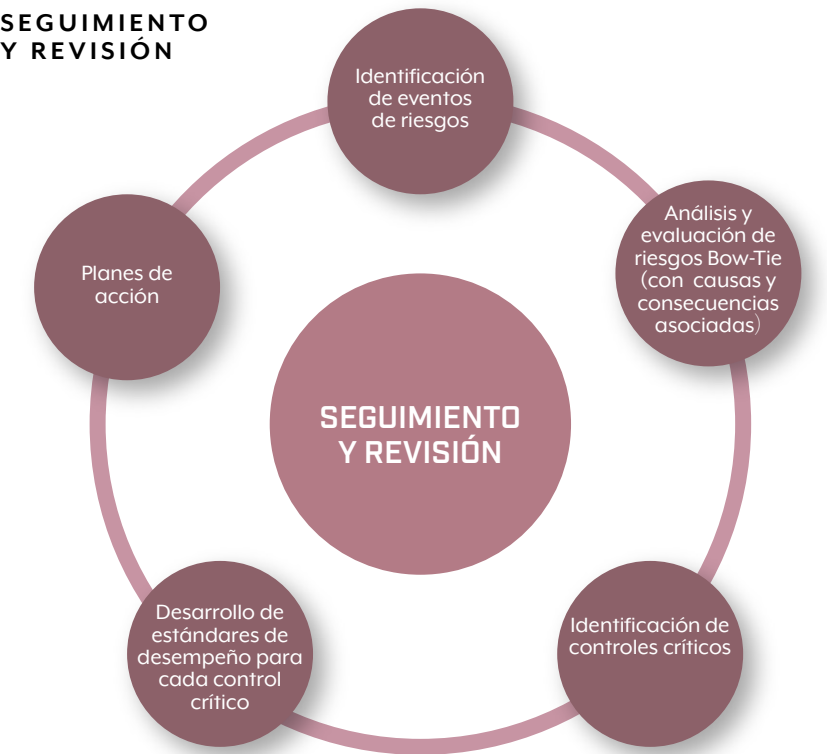 SEGUIMIENTO
Y REVISIÓN
Identificación
de eventos
de riesgos
Análisis y
evaluación de
riesgos Bow-Tie
(con causas y
consecuencias
asociadas)
Identificación de
controles críticos
Desarrollo de
estándares de
desempeño para
cada control
crítico
Planes de
acción
SEGUIMIENTO
Y REVISIÓN